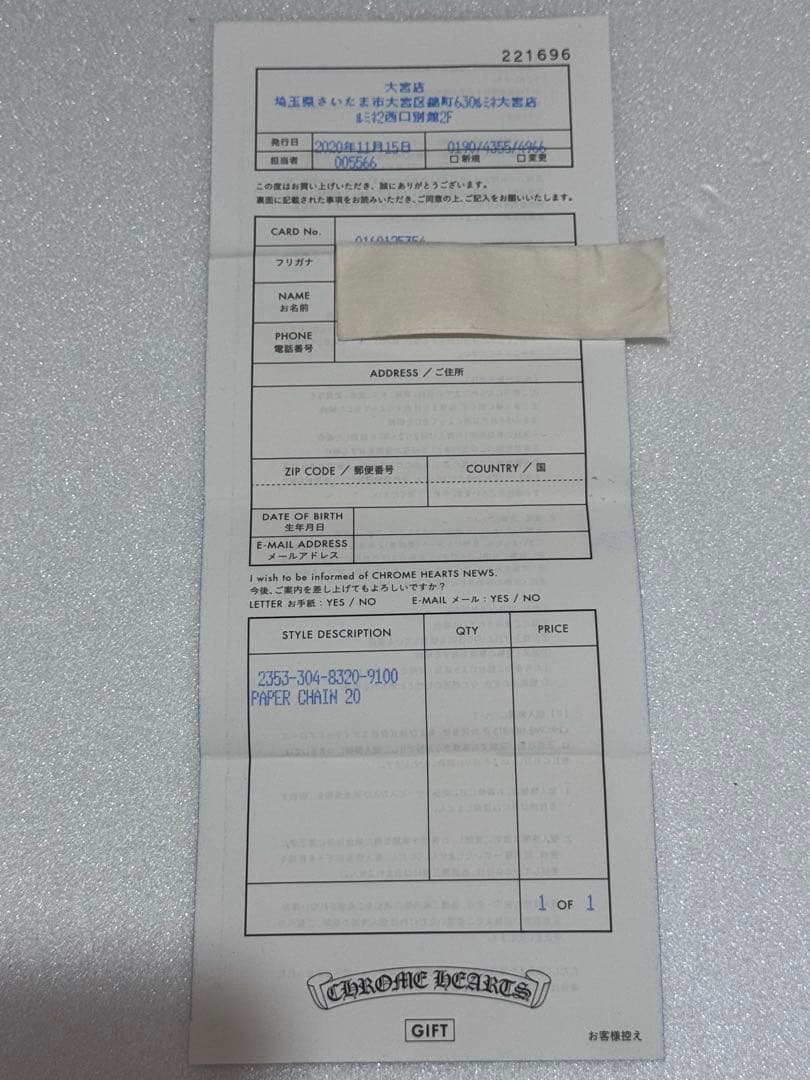 221696
大宮店
埼玉県さいたま市大宮区錦町630ルミネ大宮店
ルミネ2西口別館2F
発行日 2020年11月15日 0190/4355/4966
担当者 005566 □新規 □変更
この度はお買い上げいただき、誠にありがとうございます。
裏面に記載された事項をお読みいただき、ご同意の上、ご記入をお願いいたします。
CARD No.
フリガナ
NAME
お名前
PHONE
電話番号
ADDRESS / ご住所
ZIP CODE / 郵便番号 COUNTRY / 国
DATE OF BIRTH
生年月日
E-MAIL ADDRESS
メールアドレス
I wish to be informed of CHROME HEARTS NEWS.
今後、ご案内を差し上げてもよろしいですか?
LETTER お手紙 : YES / NO E-MAIL メール : YES / NO
STYLE DESCRIPTION QTY PRICE
2353-304-8320-9100
PAPER CHAIN 20
1 OF 1
CHROME HEARTS
GIFT
お客様控え